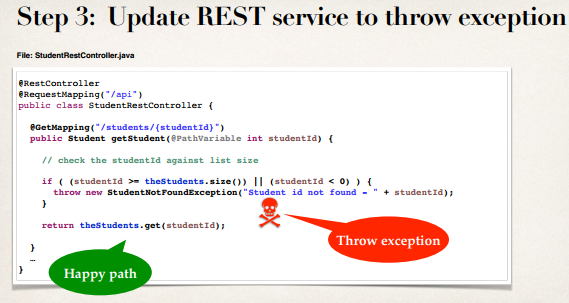 Step 3: Update REST service to throw exception
File: StudentRestController.java
@RestController
@RequestMapping("/api")
public class StudentRestController {
@GetMapping("/students/{studentId}")
public Student getStudent(@PathVariable int studentId) {
// check the studentId against list size
if ( (studentId >= theStudents.size()) || (studentId < 0) ) {
throw new StudentNotFoundException("Student id not found - " + studentId);
}
return theStudents.get(studentId);
}
…
}
Throw exception
Happy path